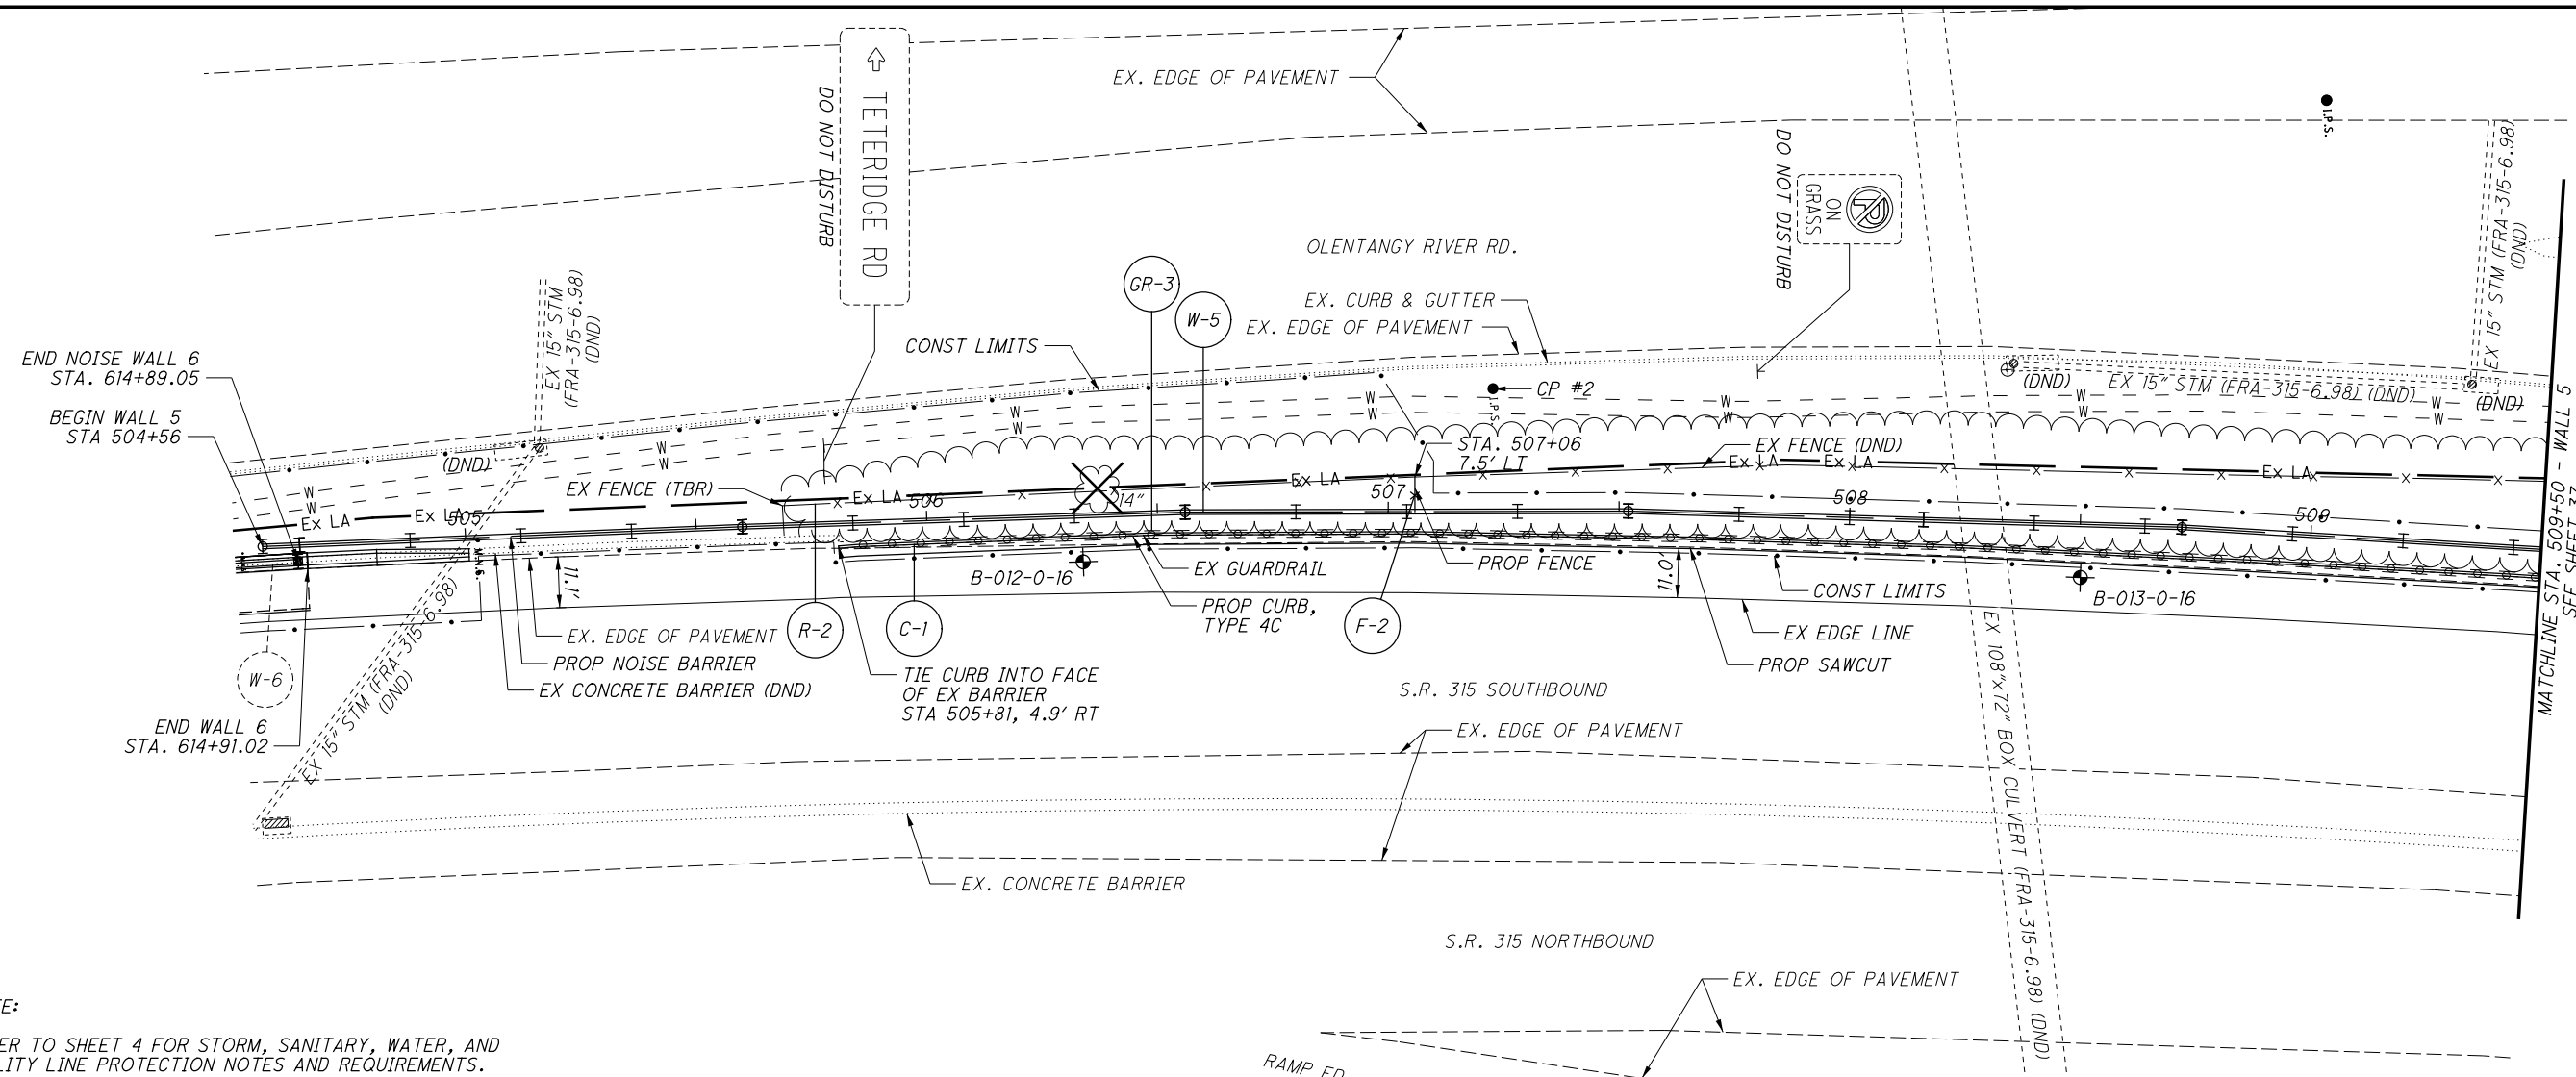 EX. EDGE OF PAVEMENT
TETERIDGE RD
DO NOT DISTURB
ON
GRASS
DO NOT DISTURB
I.P.S.
EX 15" STM (FRA-315-6.98)
(DND)
OLENTANGY RIVER RD.
GR-3
W-5
EX. CURB & GUTTER
EX. EDGE OF PAVEMENT
CONST LIMITS
EX 15" STM
(FRA-315-6.98)
(DND)
END NOISE WALL 6
STA. 614+89.05
BEGIN WALL 5
STA 504+56
CP #2
I.P.S.
(DND)
EX 15" STM (FRA-315-6.98) (DND)
(DND)
W
W
W
W
W
W
W
W
W
W
W
W
W
W
(DND)
STA. 507+06
7.5' LT
EX FENCE (DND)
EX FENCE (TBR)
Ex LA
Ex LA
Ex LA
Ex LA
Ex LA
Ex LA
Ex LA
505
506
14"
507
508
509
MATCHLINE STA. 509+50 - WALL 5
SEE SHEET 37
11.1'
B-012-0-16
EX GUARDRAIL
PROP FENCE
11.0'
CONST LIMITS
B-013-0-16
PROP CURB,
TYPE 4C
R-2
C-1
F-2
EX. EDGE OF PAVEMENT
PROP NOISE BARRIER
EX CONCRETE BARRIER (DND)
EX EDGE LINE
PROP SAWCUT
W-6
TIE CURB INTO FACE
OF EX BARRIER
STA 505+81, 4.9' RT
S.R. 315 SOUTHBOUND
END WALL 6
STA. 614+91.02
EX 15" STM (FRA-315-6.98)
(DND)
EX. EDGE OF PAVEMENT
EX 108"x72" BOX CULVERT (FRA-315-6.98) (DND)
EX. CONCRETE BARRIER
S.R. 315 NORTHBOUND
EX. EDGE OF PAVEMENT
TE:
ER TO SHEET 4 FOR STORM, SANITARY, WATER, AND
LITY LINE PROTECTION NOTES AND REQUIREMENTS.
RAMP ED